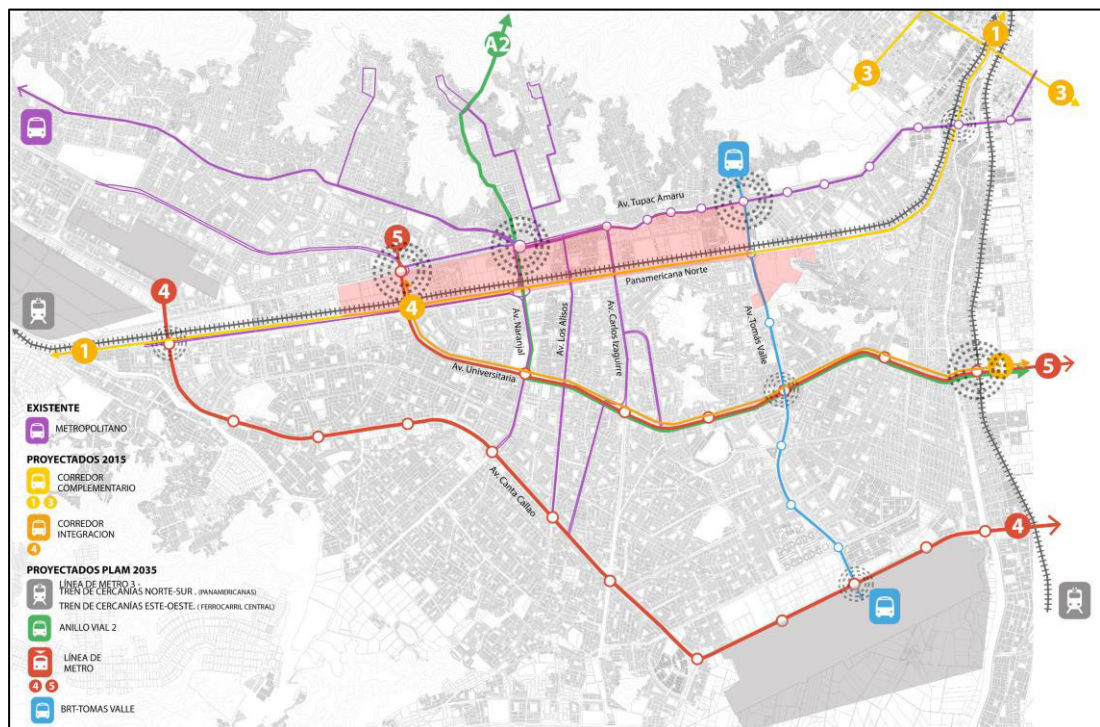 A2
1
3
3
Av. Tupac Amaru
5
4
Panamericana Norte
4
Av. Naranjal
Av. Los Alisos
Av. Carlos Izaguirre
Av. Tomás Valle
1
Av. Universitaria
4
5
Av. Canta Callao
4
EXISTENTE
METROPOLITANO
PROYECTADOS 2015
CORREDOR
COMPLEMENTARIO
1 3
CORREDOR
INTEGRACION
4
PROYECTADOS PLAM 2035
LÍNEA DE METRO 3 -
TREN DE CERCANÍAS NORTE-SUR . (PANAMERICANAS)
TREN DE CERCANÍAS ESTE-OESTE. ( FERROCARRIL CENTRAL)
ANILLO VIAL 2
LÍNEA DE
METRO
4 5
BRT-TOMAS VALLE